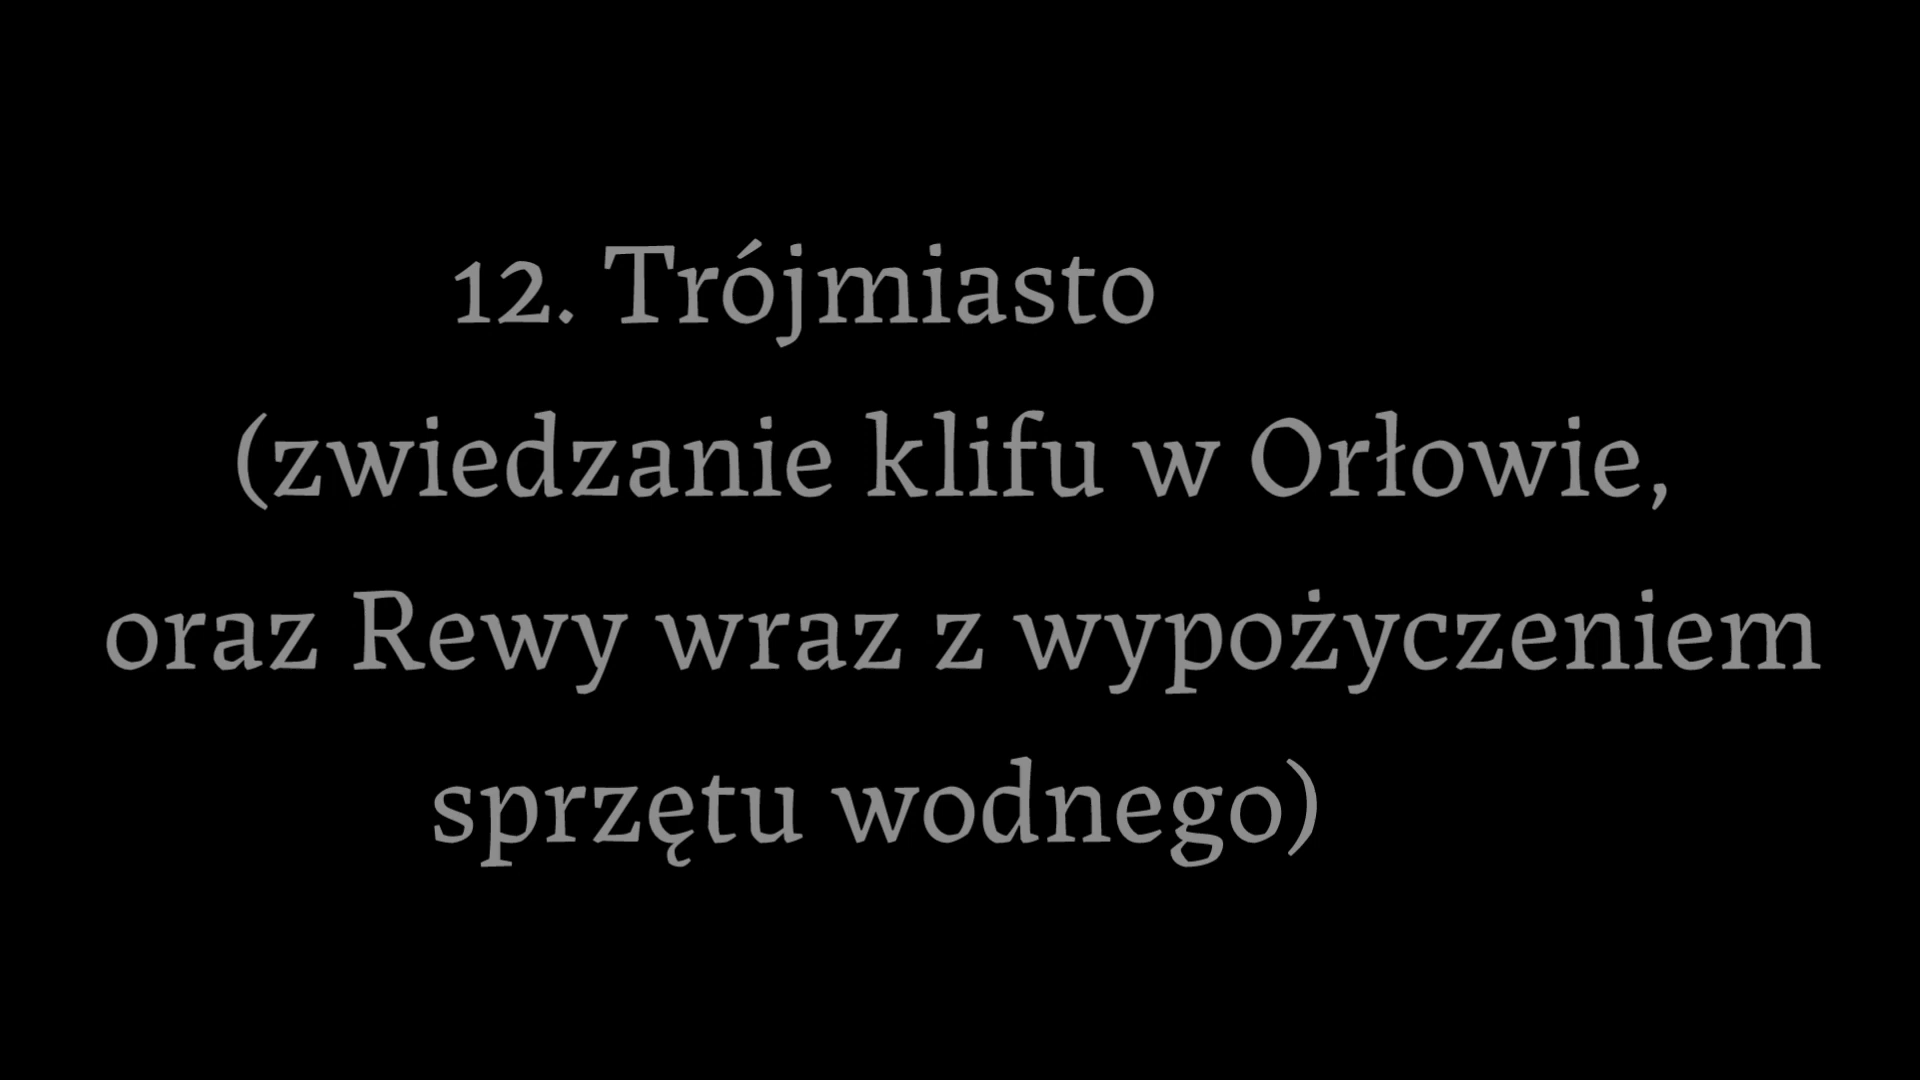 12. Trójmiasto
(zwiedzanie klifu w Orłowie,
oraz Rewy wraz z wypożyczeniem
sprzętu wodnego)